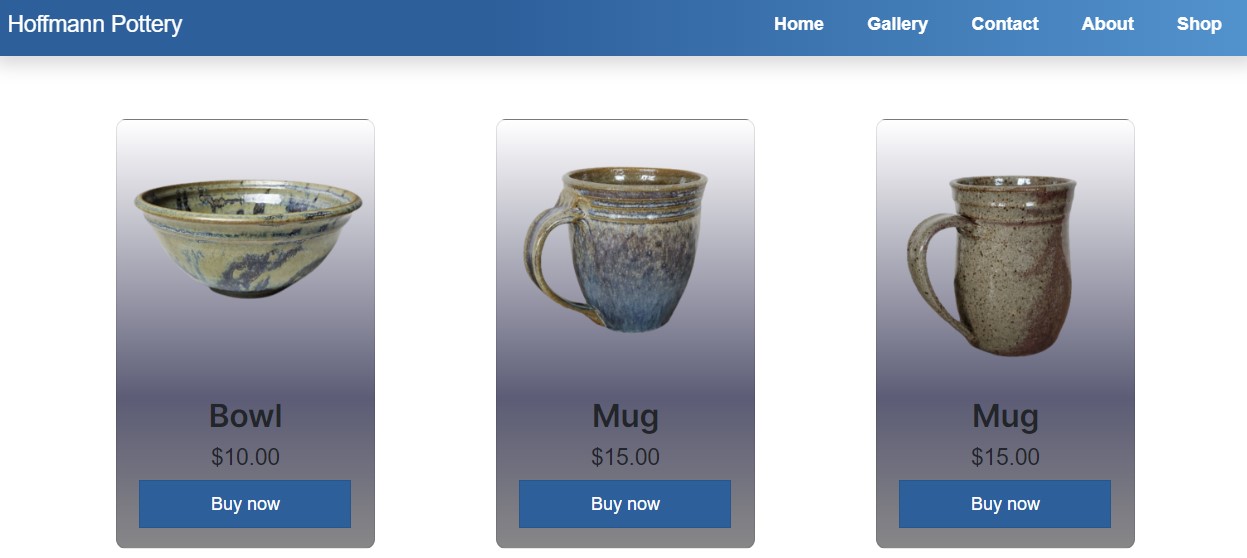 Hoffmann Pottery
Home Gallery Contact About Shop
Bowl
$10.00
Buy now
Mug
$15.00
Buy now
Mug
$15.00
Buy now